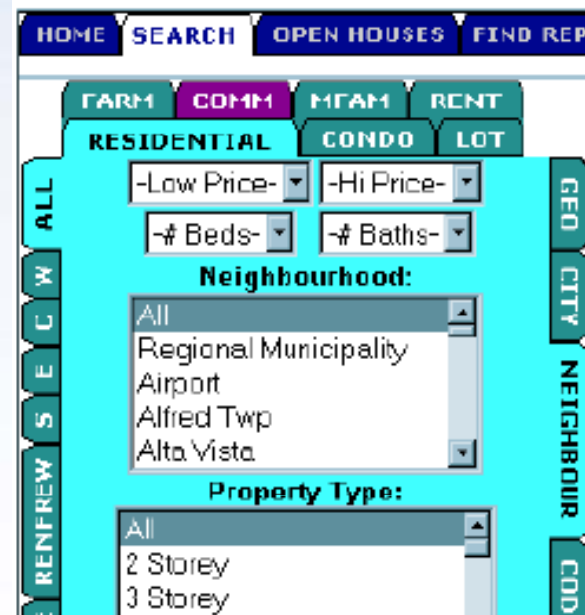 HOME SEARCH OPEN HOUSES FIND REP
FARM COMM MFAM RENT
RESIDENTIAL CONDO LOT
-Low Price- -Hi Price-
-# Beds- -# Baths-
Neighbourhood:
All
Regional Municipality
Airport
Alfred Twp
Alta Vista
Property Type:
All
2 Storey
3 Storey
ALL
W
C
E
S
RENFREW
GEO
CITY
NEIGHBOUR
COD